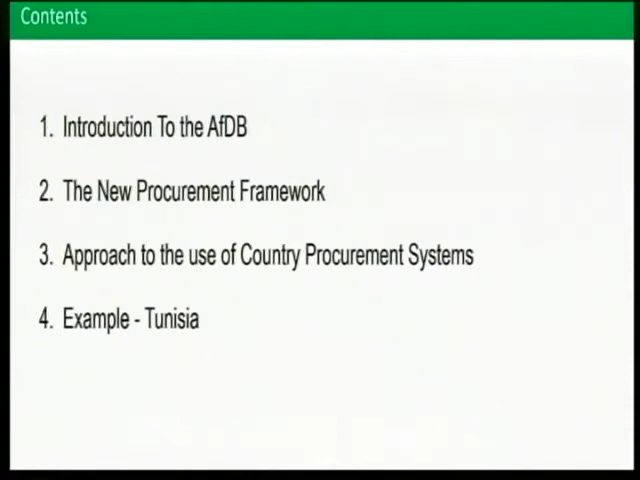 Contents
1. Introduction To the AfDB
2. The New Procurement Framework
3. Approach to the use of Country Procurement Systems
4. Example - Tunisia